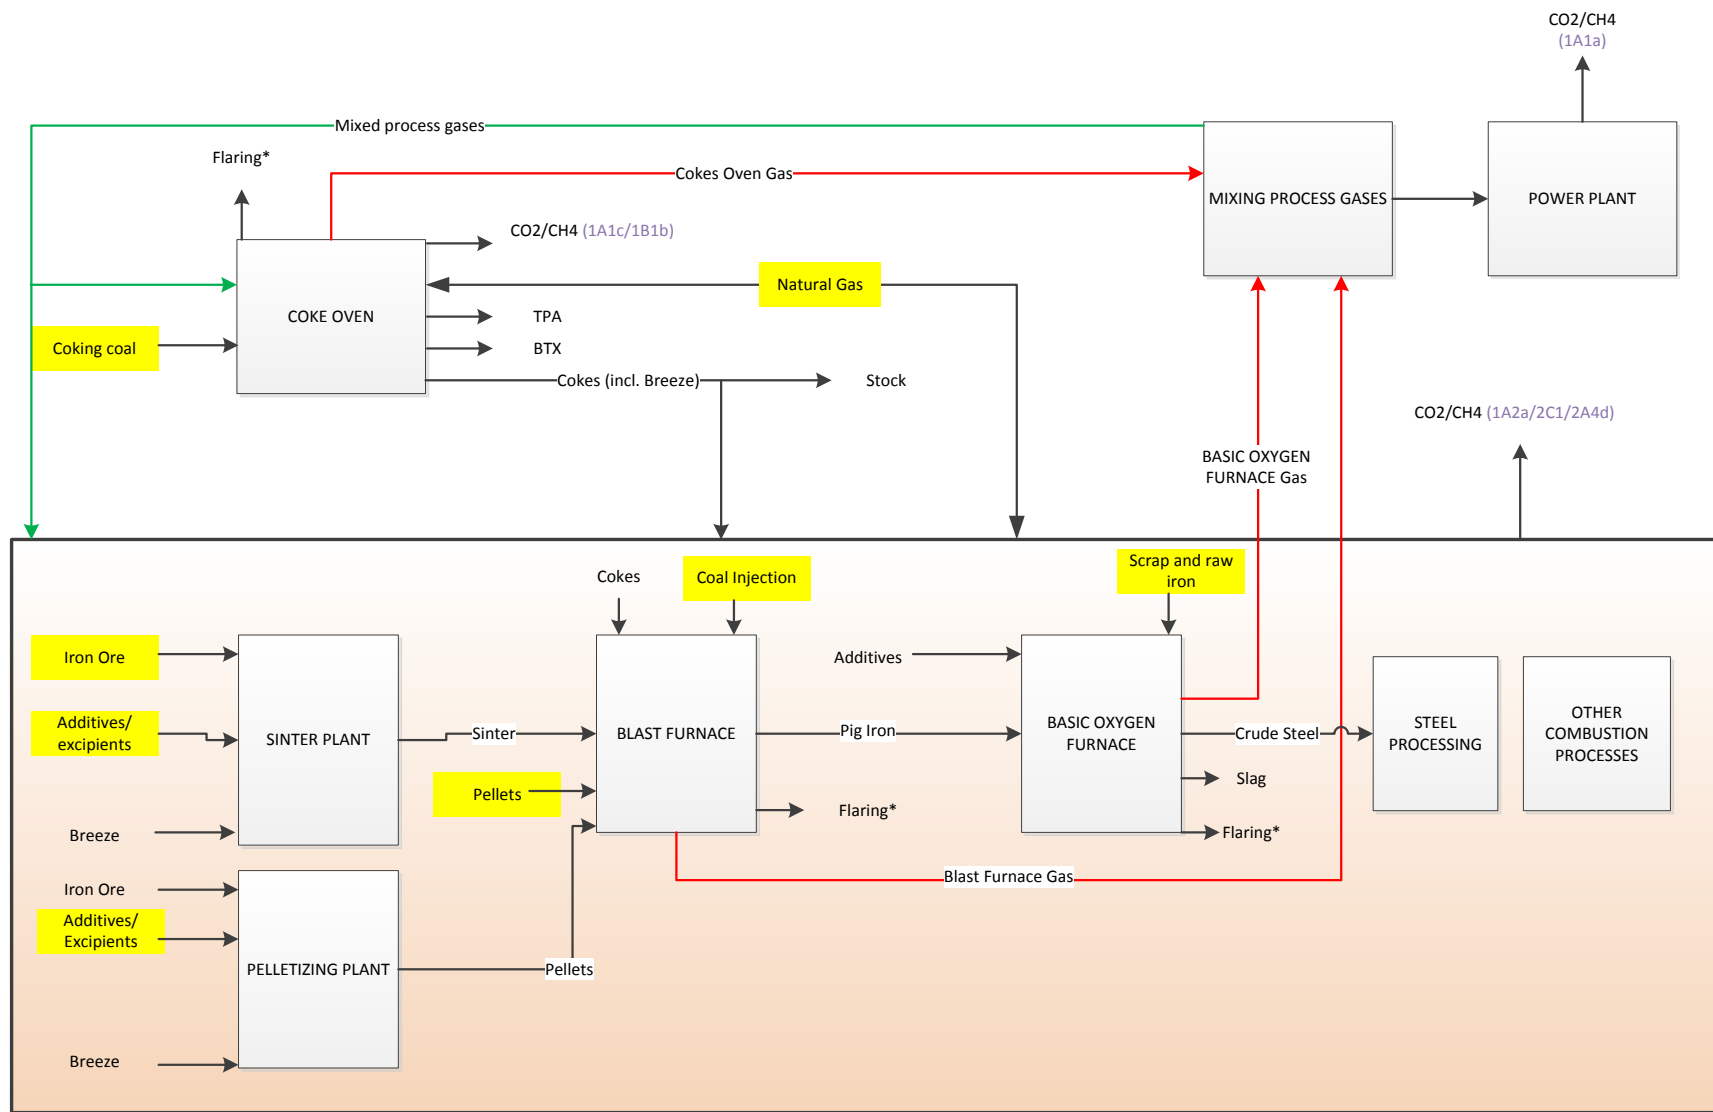 CO2/CH4
(1A1a)
Mixed process gases
Flaring*
Cokes Oven Gas
MIXING PROCESS GASES
POWER PLANT
CO2/CH4 (1A1c/1B1b)
Natural Gas
COKE OVEN
TPA
Coking coal
BTX
Cokes (incl. Breeze)
Stock
CO2/CH4 (1A2a/2C1/2A4d)
BASIC OXYGEN
FURNACE Gas
Cokes
Coal Injection
Scrap and raw
iron
Iron Ore
Additives
Additives/
excipients
SINTER PLANT
Sinter
BLAST FURNACE
Pig Iron
BASIC OXYGEN
FURNACE
Crude Steel
STEEL
PROCESSING
OTHER
COMBUSTION
PROCESSES
Pellets
Slag
Flaring*
Breeze
Flaring*
Iron Ore
Blast Furnace Gas
Additives/
Excipients
PELLETIZING PLANT
Pellets
Breeze